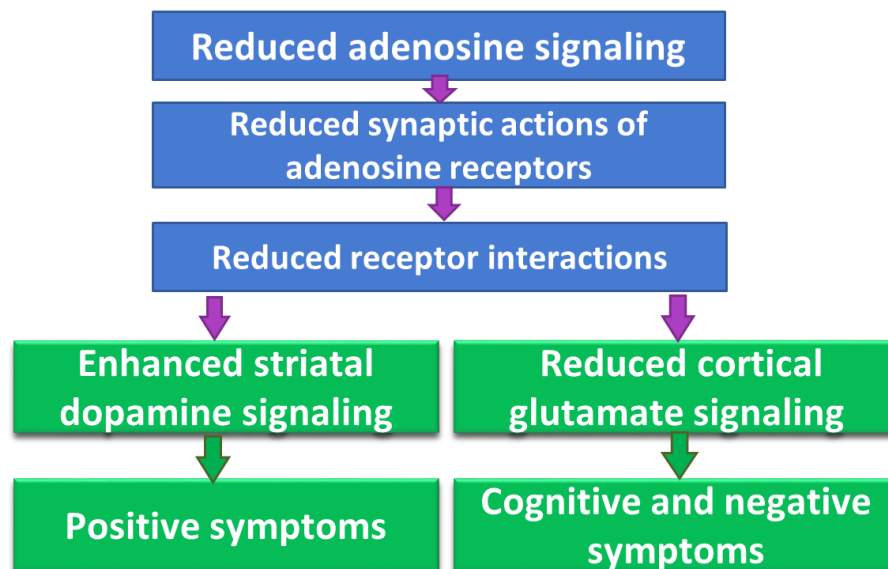 Reduced adenosine signaling
Reduced synaptic actions of
adenosine receptors
Reduced receptor interactions
Enhanced striatal
dopamine signaling
Reduced cortical
glutamate signaling
Positive symptoms
Cognitive and negative
symptoms